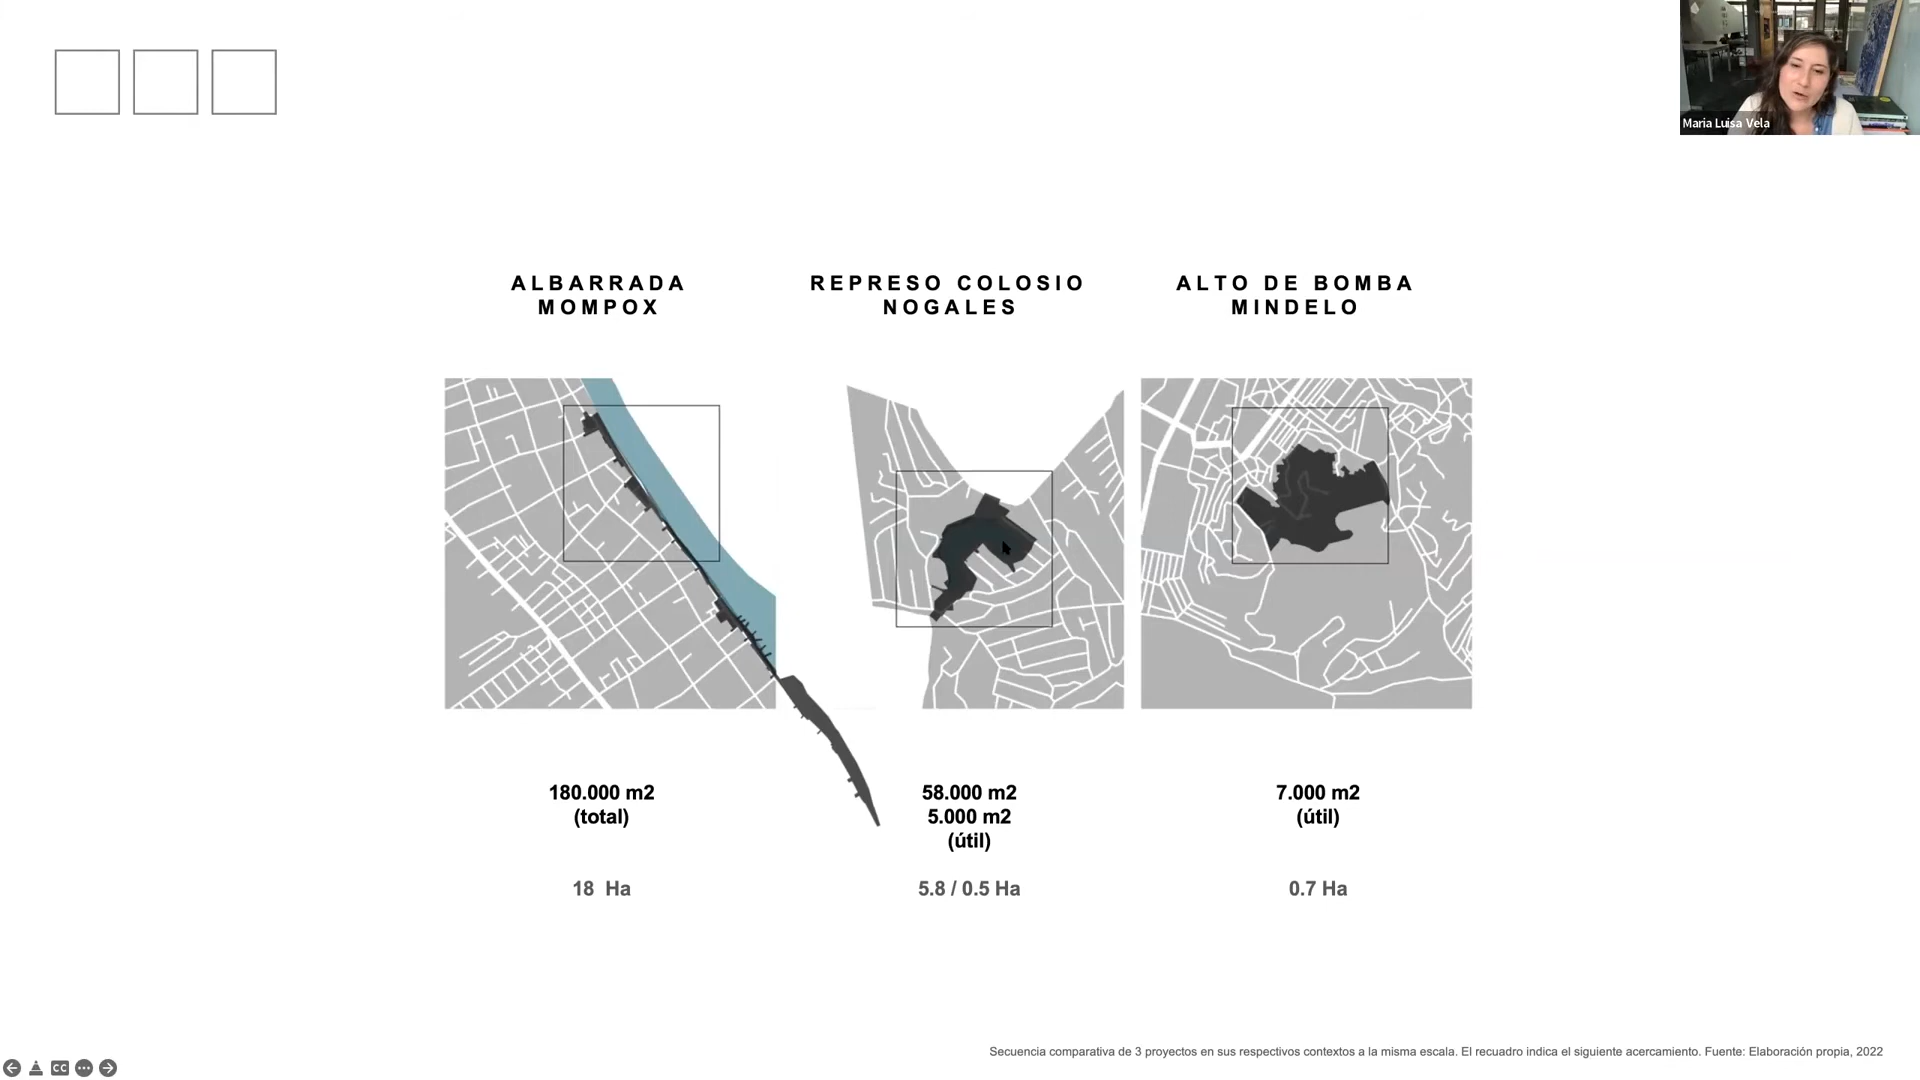 Maria Luisa Vela
ALBARRADA
MOMPOX
REPRESO COLOSIO
NOGALES
ALTO DE BOMBA
MINDELO
180.000 m2
(total)
18 Ha
58.000 m2
5.000 m2
(útil)
5.8 / 0.5 Ha
7.000 m2
(útil)
0.7 Ha
Secuencia comparativa de 3 proyectos en sus respectivos contextos a la misma escala. El recuadro indica el siguiente acercamiento. Fuente: Elaboración propia, 2022
CC